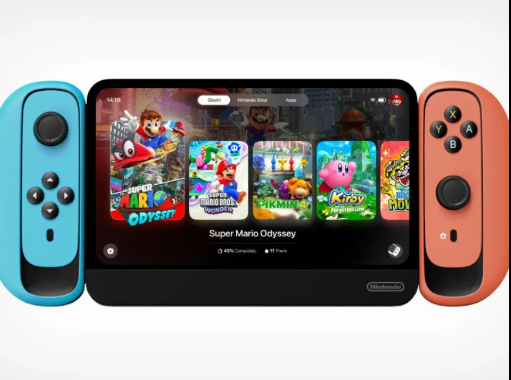 14:16
Giochi Nintendo Shop Apps
SUPER MARIO ODYSSEY
SUPER MARIO BROS. WONDER
PIKMIN 4
Kirby
Super Mario Odyssey
43% Completato 11 Premi
Nintendo
X
Y A
B